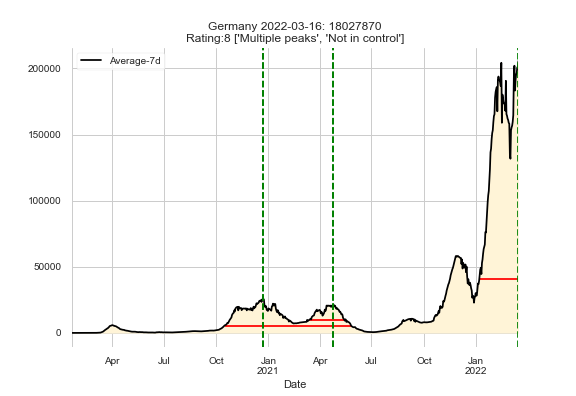 Germany 2022-03-16: 18027870
Rating:8 ['Multiple peaks', 'Not in control']
Average-7d
200000
150000
100000
50000
0
Apr
Jul
Oct
Jan
2021
Apr
Jul
Oct
Jan
2022
Date